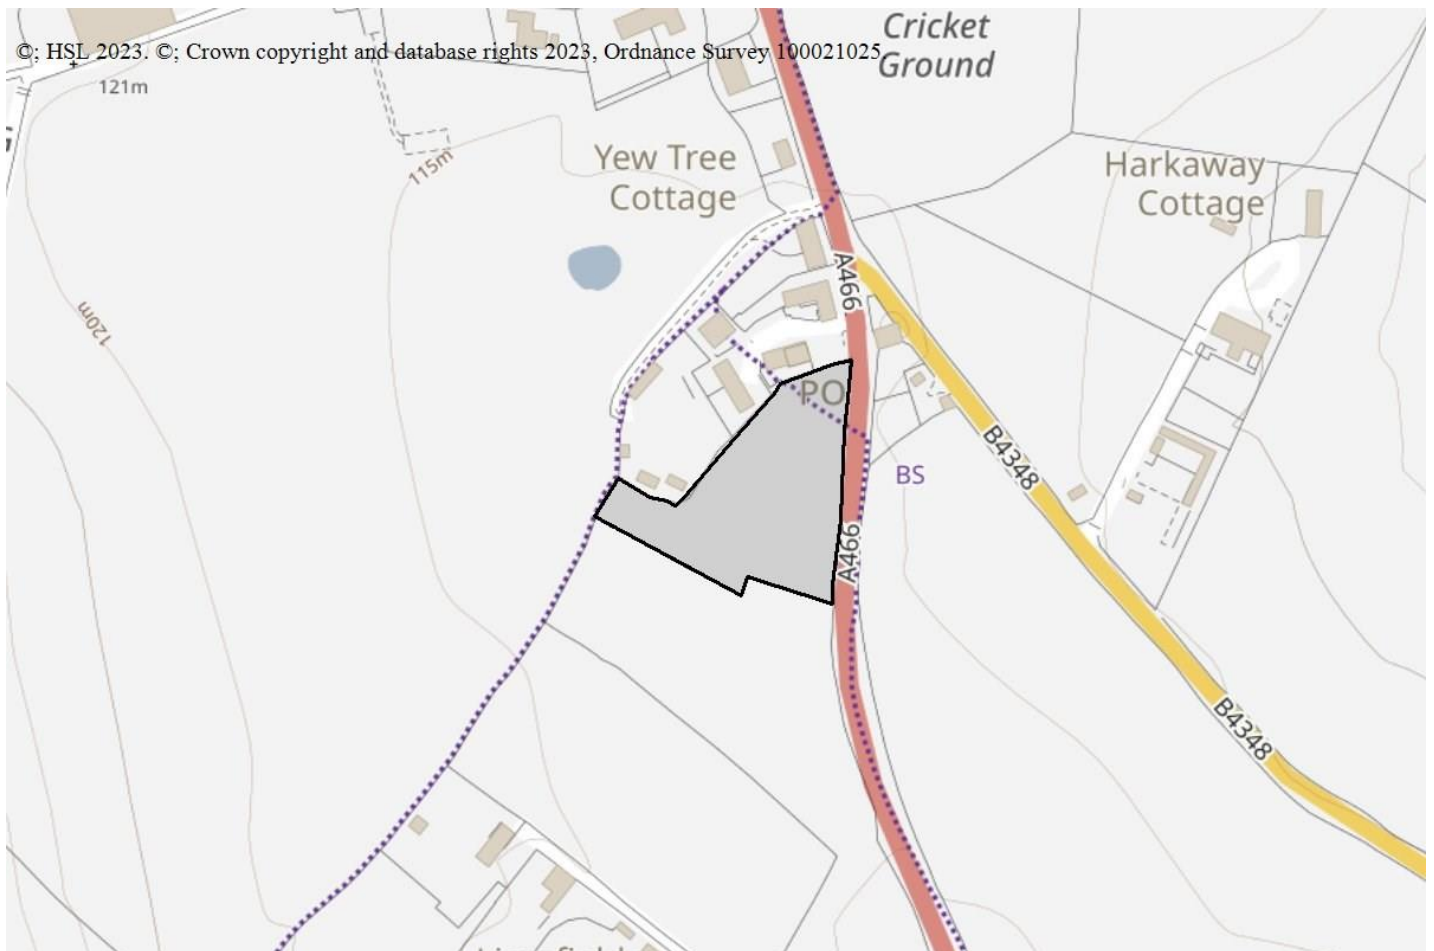 Cricket
Ground
©; HSL 2023. ©; Crown copyright and database rights 2023, Ordnance Survey 100021025
121m
115m
Yew Tree
Cottage
Harkaway
Cottage
A466
120m
PO
B4348
BS
A466
B4348